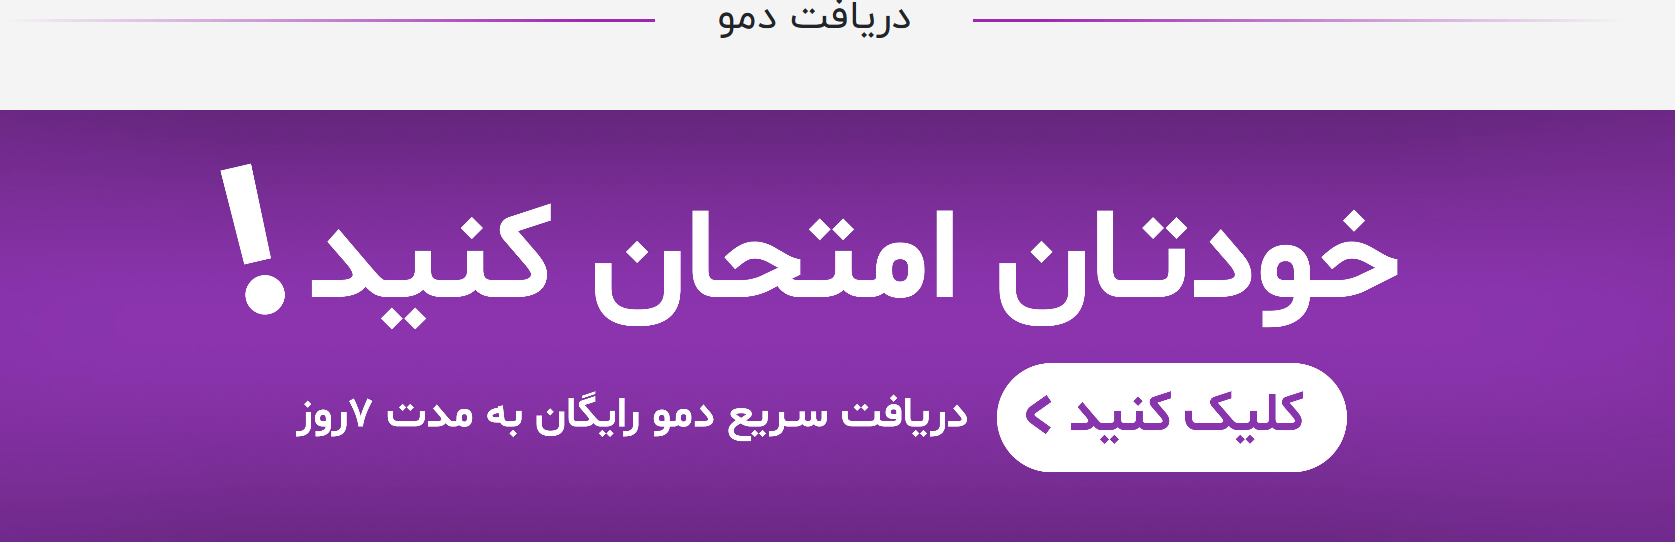 دریافت دمو
خودتان امتحان کنید!
کلیک کنید >
دریافت سریع دمو رایگان به مدت ۷روز